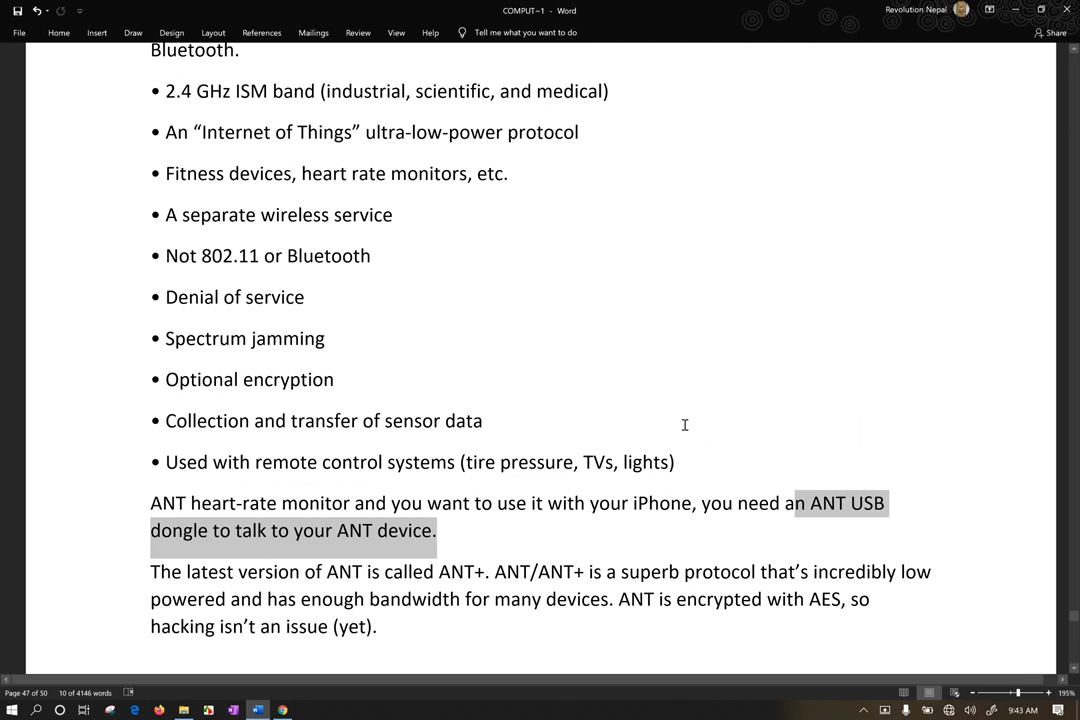 COMPUT~1 - Word
Revolution Nepal
File Home Insert Draw Design Layout References Mailings Review View Help Tell me what you want to do Share
Bluetooth.
• 2.4 GHz ISM band (industrial, scientific, and medical)
• An “Internet of Things” ultra-low-power protocol
• Fitness devices, heart rate monitors, etc.
• A separate wireless service
• Not 802.11 or Bluetooth
• Denial of service
• Spectrum jamming
• Optional encryption
• Collection and transfer of sensor data
• Used with remote control systems (tire pressure, TVs, lights)
ANT heart-rate monitor and you want to use it with your iPhone, you need an ANT USB
dongle to talk to your ANT device.
The latest version of ANT is called ANT+. ANT/ANT+ is a superb protocol that’s incredibly low
powered and has enough bandwidth for many devices. ANT is encrypted with AES, so
hacking isn’t an issue (yet).
Page 47 of 50 10 of 4146 words 195%
9:43 AM